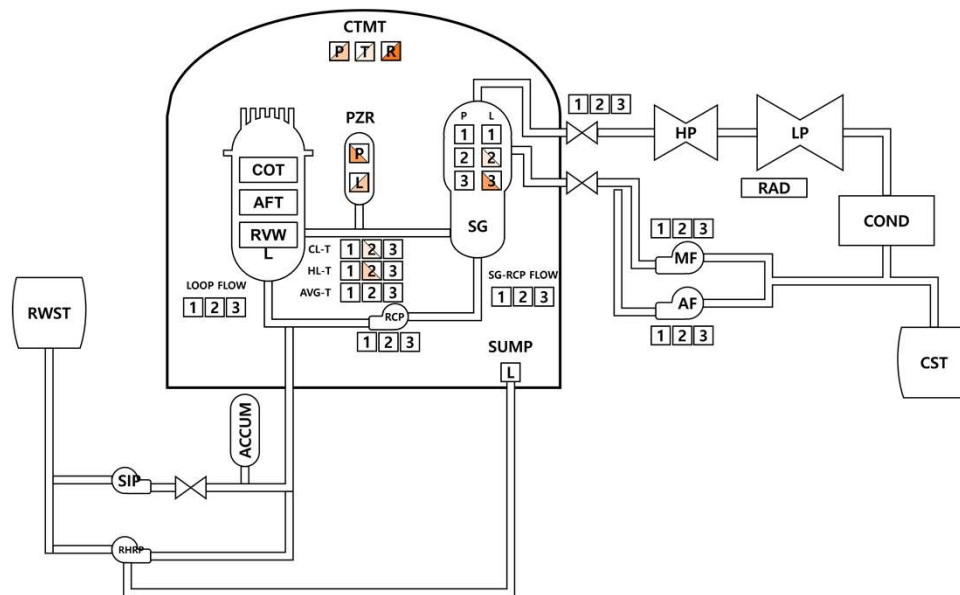 CTMT
P T R
1 2 3
PZR
P
L
P L
1 1
2 2
3 3
SG
HP
LP
RAD
COND
COT
AFT
RVW
L
CL-T 1 2 3
HL-T 1 2 3
AVG-T 1 2 3
LOOP FLOW
1 2 3
SG-RCP FLOW
1 2 3
RCP
1 2 3
1 2 3
MF
AF
1 2 3
RWST
SUMP
L
CST
ACCUM
SIP
RHRP